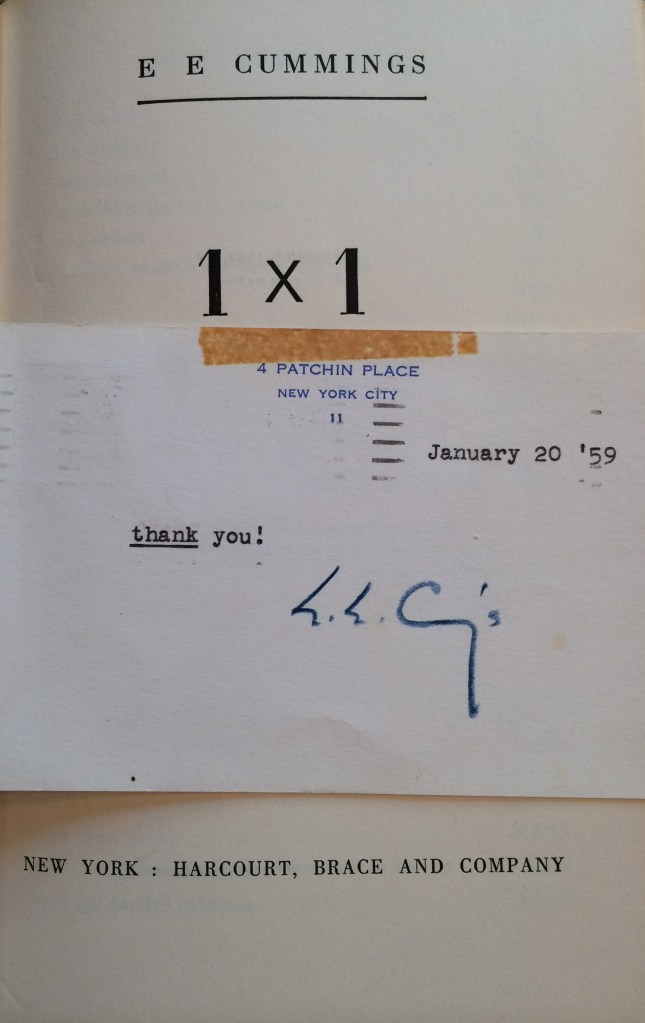 E E CUMMINGS
1 x 1
4 PATCHIN PLACE
NEW YORK CITY
11
January 20 '59
thank you!
E. E. C'gs
NEW YORK : HARCOURT, BRACE AND COMPANY